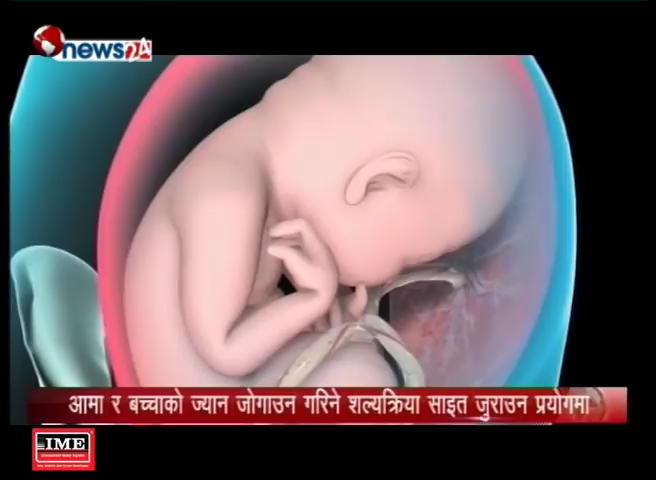 news24
आमा र बच्चाको ज्यान जोगाउन गरिने शल्यक्रिया साइत जुराउन प्रयोगमा
IME